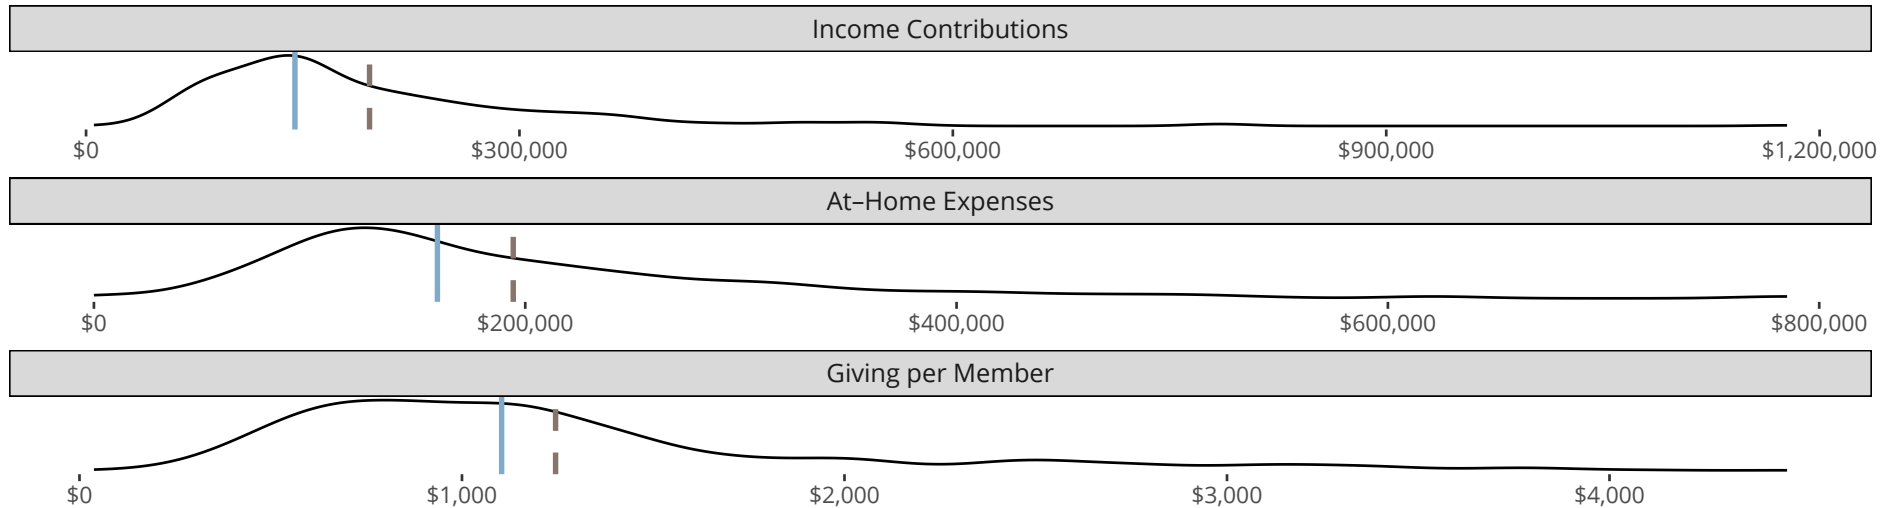 Income Contributions
$0 $300,000 $600,000 $900,000 $1,200,000
At–Home Expenses
$0 $200,000 $400,000 $600,000 $800,000
Giving per Member
$0 $1,000 $2,000 $3,000 $4,000